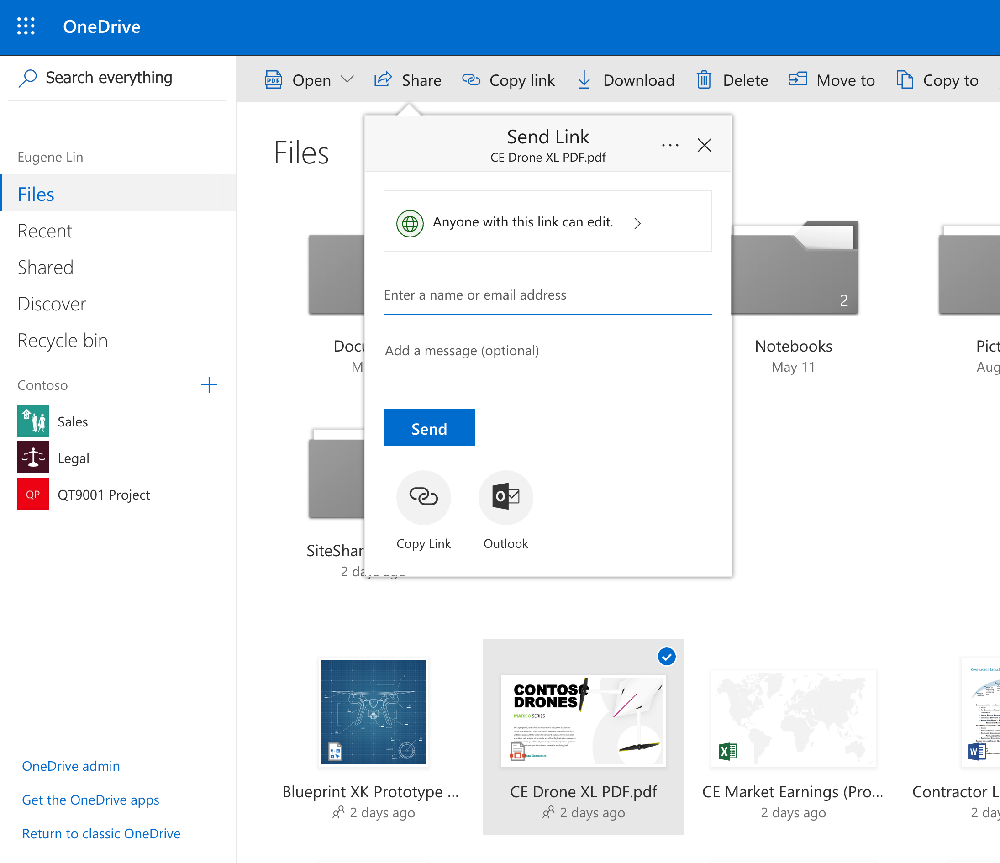 OneDrive
Search everything
Open
Share
Copy link
Download
Delete
Move to
Copy to
Eugene Lin
Files
Recent
Shared
Discover
Recycle bin
Contoso
Sales
Legal
QP
QT9001 Project
OneDrive admin
Get the OneDrive apps
Return to classic OneDrive
Files
Send Link
CE Drone XL PDF.pdf
Anyone with this link can edit.
Enter a name or email address
Add a message (optional)
Send
Copy Link
Outlook
2
Notebooks
May 11
SiteShar
2 days ago
CONTOSO
DRONES
MARK 8 SERIES
Blueprint XK Prototype ...
2 days ago
CE Drone XL PDF.pdf
2 days ago
CE Market Earnings (Pro...
2 days ago
Contractor L
2 day